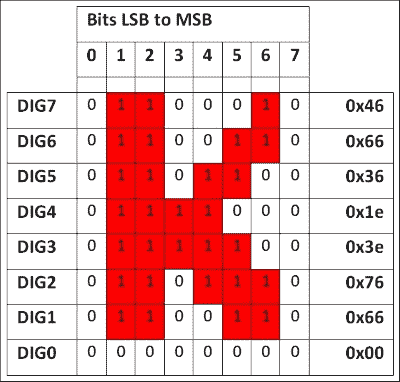 Bits LSB to MSB
0 1 2 3 4 5 6 7
DIG7 0 1 1 0 0 0 1 0 0x46
DIG6 0 1 1 0 0 1 1 0 0x66
DIG5 0 1 1 0 1 1 0 0 0x36
DIG4 0 1 1 1 1 0 0 0 0x1e
DIG3 0 1 1 1 1 1 0 0 0x3e
DIG2 0 1 1 0 1 1 1 0 0x76
DIG1 0 1 1 0 0 1 1 0 0x66
DIG0 0 0 0 0 0 0 0 0 0x00